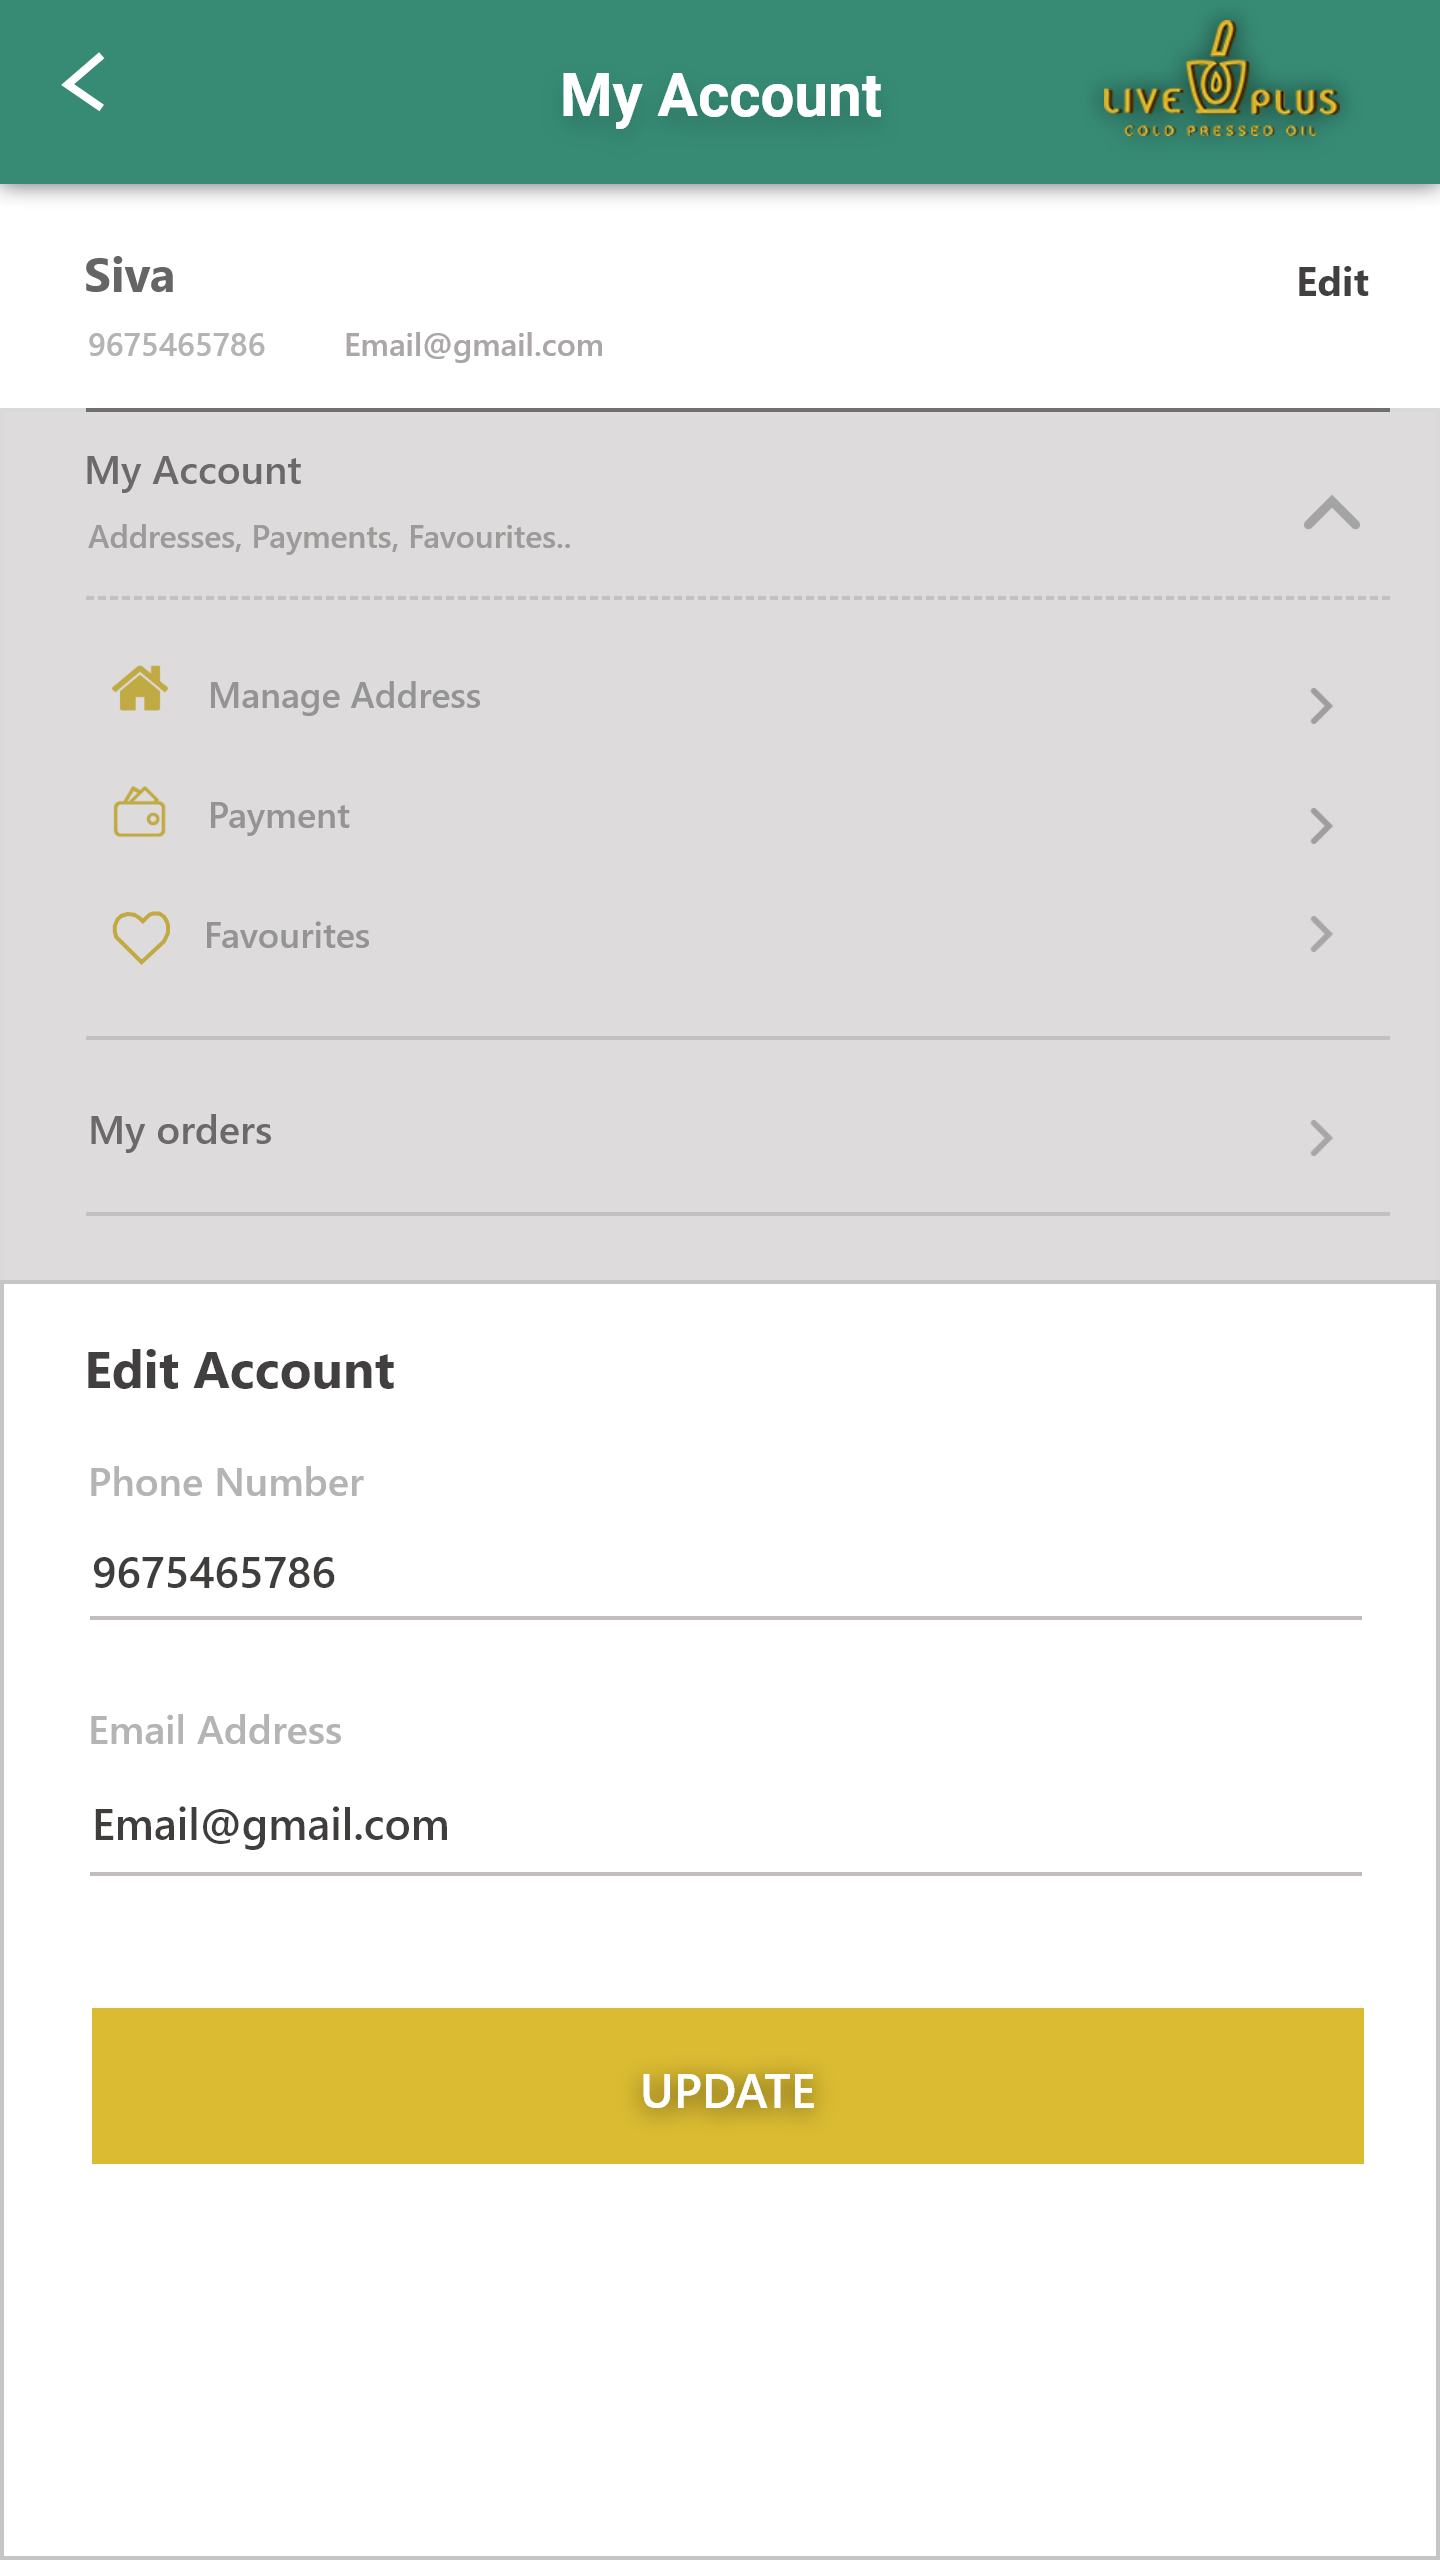 My Account
LIVE PLUS
COLD PRESSED OIL
Siva
Edit
9675465786 Email@gmail.com
My Account
Addresses, Payments, Favourites..
Manage Address
Payment
Favourites
My orders
Edit Account
Phone Number
9675465786
Email Address
Email@gmail.com
UPDATE